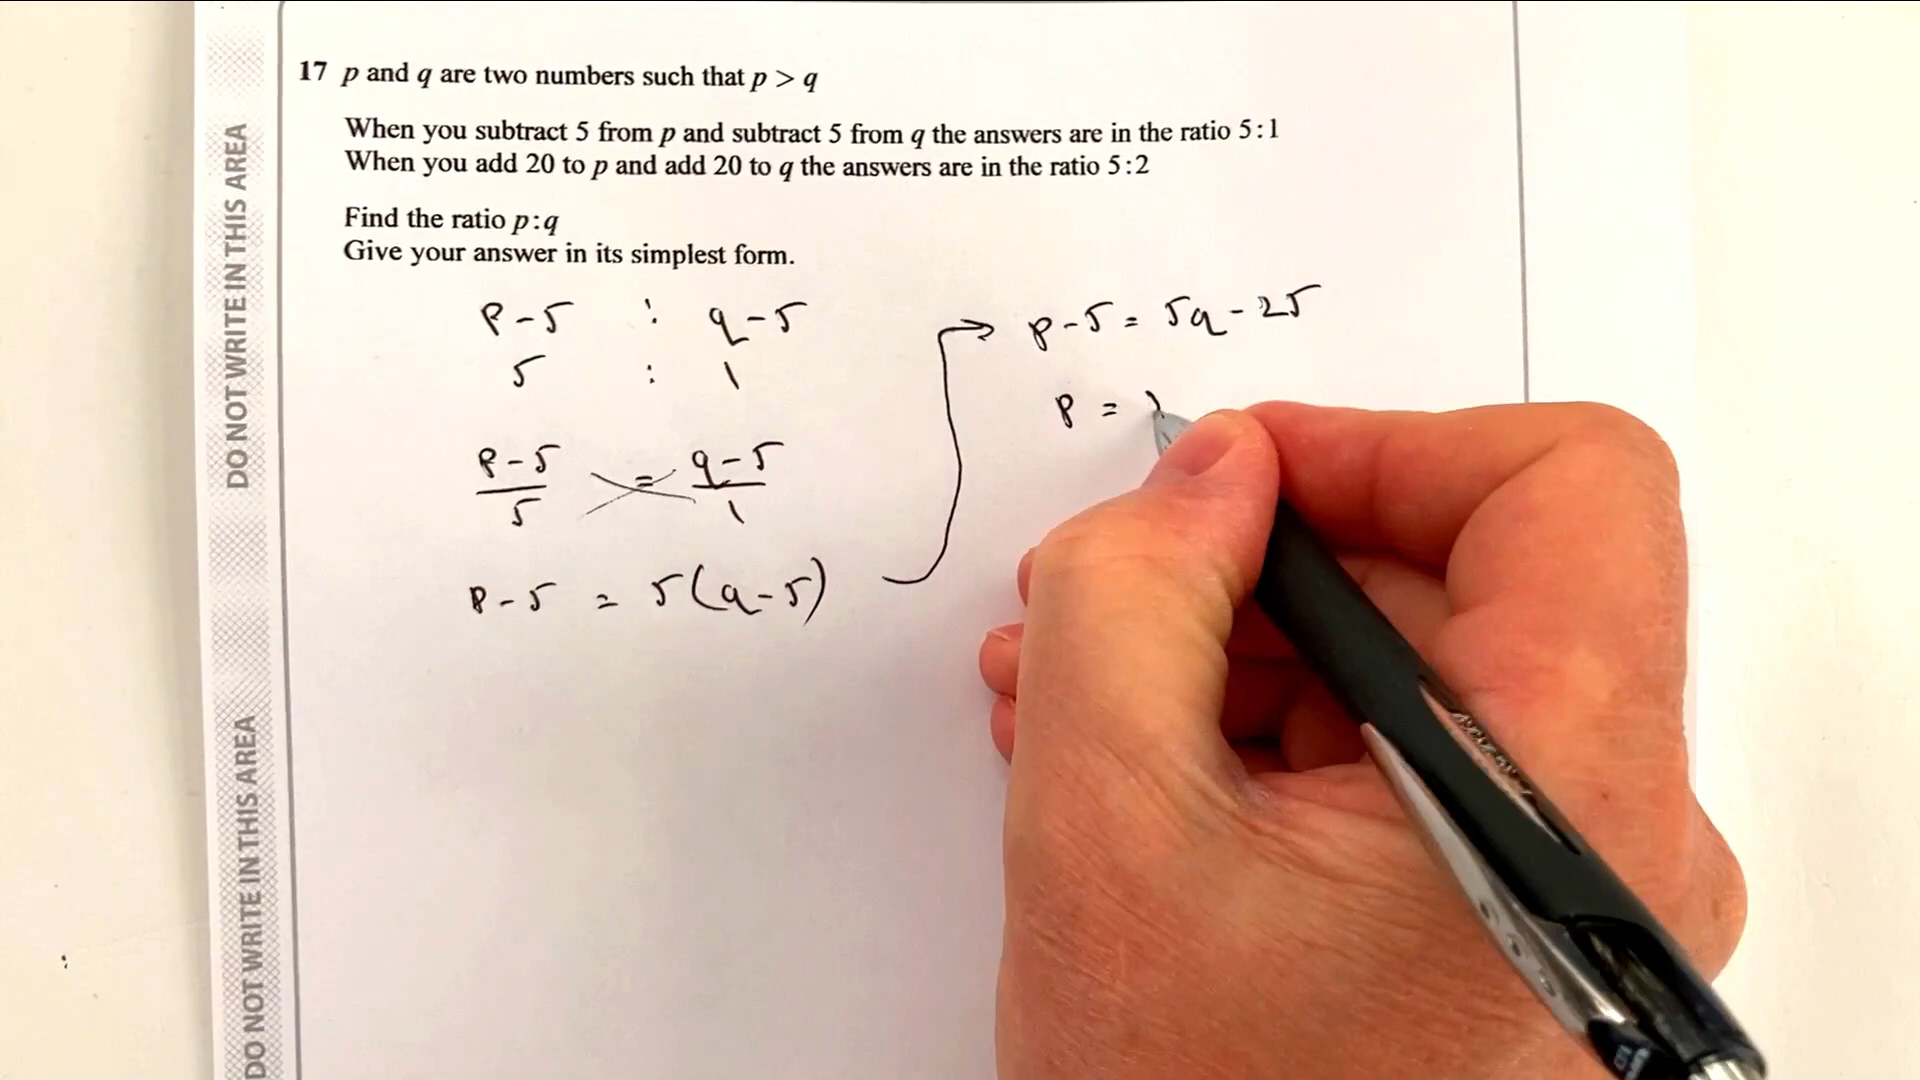 17 p and q are two numbers such that p > q
When you subtract 5 from p and subtract 5 from q the answers are in the ratio 5:1
When you add 20 to p and add 20 to q the answers are in the ratio 5:2
Find the ratio p:q
Give your answer in its simplest form.
p-5 : q-5
5 : 1
p-5 = q-5
5 1
p-5 = 5(q-5)
p-5 = 5q-25
p =
DO NOT WRITE IN THIS AREA
DO NOT WRITE IN THIS AREA